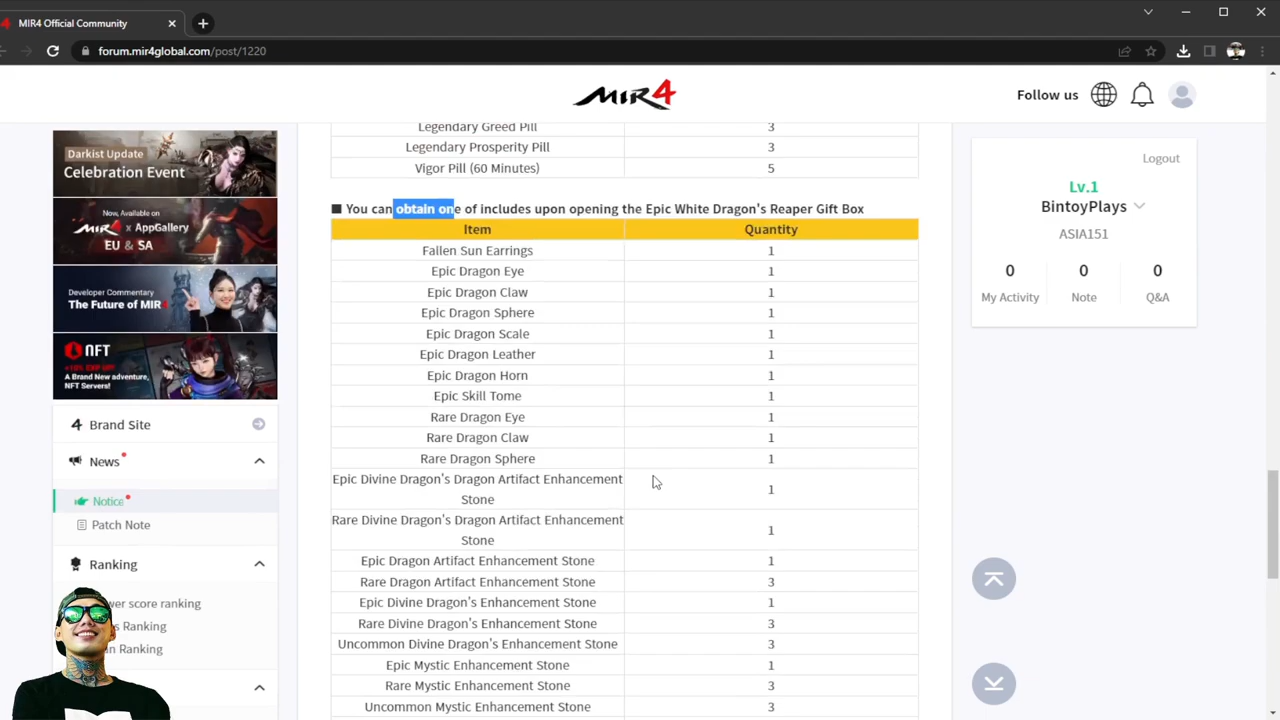 MIR4 Official Community
forum.mir4global.com/post/1220
MIR4
Follow us
Darkist Update
Celebration Event
Now, Available on
MIR4 x AppGallery
EU & SA
Developer Commentary
The Future of MIR4
NFT
A Brand New adventure,
NFT Servers!
4 Brand Site
News
Notice
Patch Note
Ranking
wer score ranking
s Ranking
n Ranking
Legendary Greed Pill 3
Legendary Prosperity Pill 3
Vigor Pill (60 Minutes) 5
■ You can obtain one of includes upon opening the Epic White Dragon's Reaper Gift Box
Item Quantity
Fallen Sun Earrings 1
Epic Dragon Eye 1
Epic Dragon Claw 1
Epic Dragon Sphere 1
Epic Dragon Scale 1
Epic Dragon Leather 1
Epic Dragon Horn 1
Epic Skill Tome 1
Rare Dragon Eye 1
Rare Dragon Claw 1
Rare Dragon Sphere 1
Epic Divine Dragon's Dragon Artifact Enhancement
Stone 1
Rare Divine Dragon's Dragon Artifact Enhancement
Stone 1
Epic Dragon Artifact Enhancement Stone 1
Rare Dragon Artifact Enhancement Stone 3
Epic Divine Dragon's Enhancement Stone 1
Rare Divine Dragon's Enhancement Stone 3
Uncommon Divine Dragon's Enhancement Stone 3
Epic Mystic Enhancement Stone 1
Rare Mystic Enhancement Stone 3
Uncommon Mystic Enhancement Stone 3
Logout
Lv.1
BintoyPlays
ASIA151
0 0 0
My Activity Note Q&A